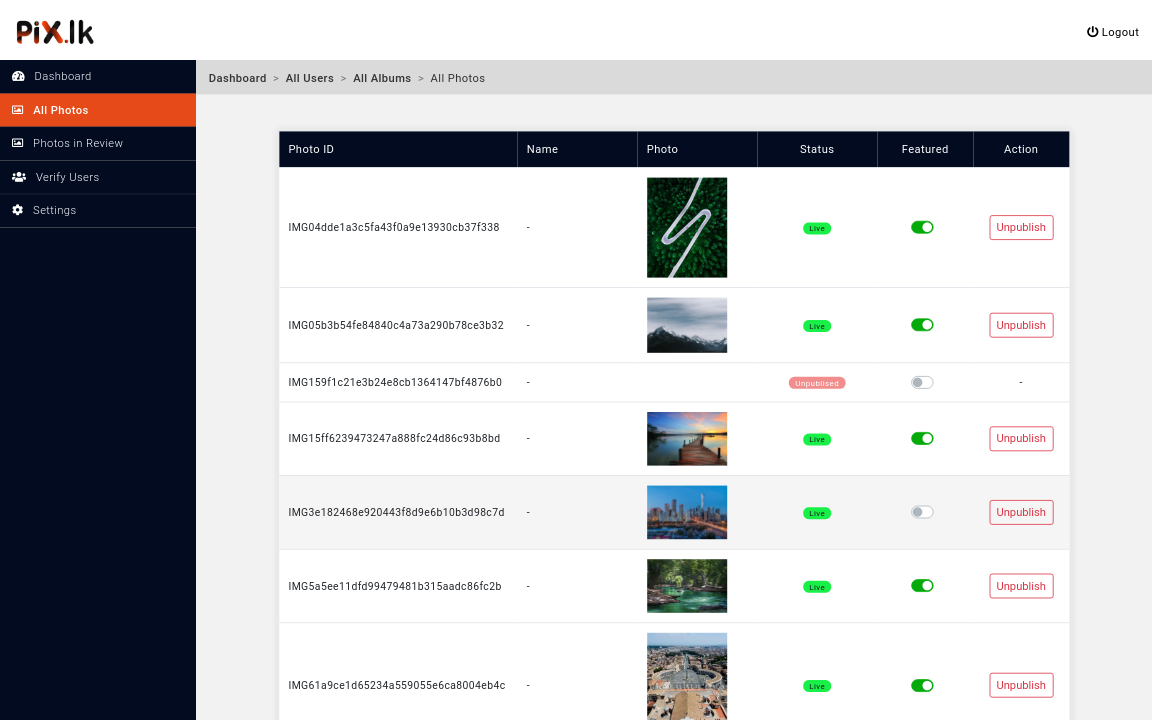 PiX.lk
Logout
Dashboard
All Photos
Photos in Review
Verify Users
Settings
Dashboard > All Users > All Albums > All Photos
Photo ID Name Photo Status Featured Action
IMG04dde1a3c5fa43f0a9e13930cb37f338 - Live Unpublish
IMG05b3b54fe84840c4a73a290b78ce3b32 - Live Unpublish
IMG159f1c21e3b24e8cb1364147bf4876b0 - Unpublised -
IMG15ff6239473247a888fc24d86c93b8bd - Live Unpublish
IMG3e182468e920443f8d9e6b10b3d98c7d - Live Unpublish
IMG5a5ee11dfd99479481b315aadc86fc2b - Live Unpublish
IMG61a9ce1d65234a559055e6ca8004eb4c - Live Unpublish